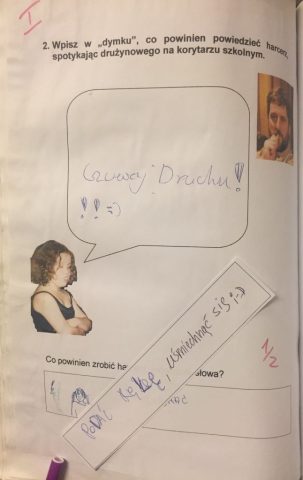 I
2. Wpisz w „dymku”, co powinien powiedzieć harcerz,
spotykając drużynowego na korytarzu szkolnym.
Czuwaj Druhu!
!! =)
Co powinien zrobić ha
słowa?
Podać rękę, uśmiechnąć się ;=)
1/2